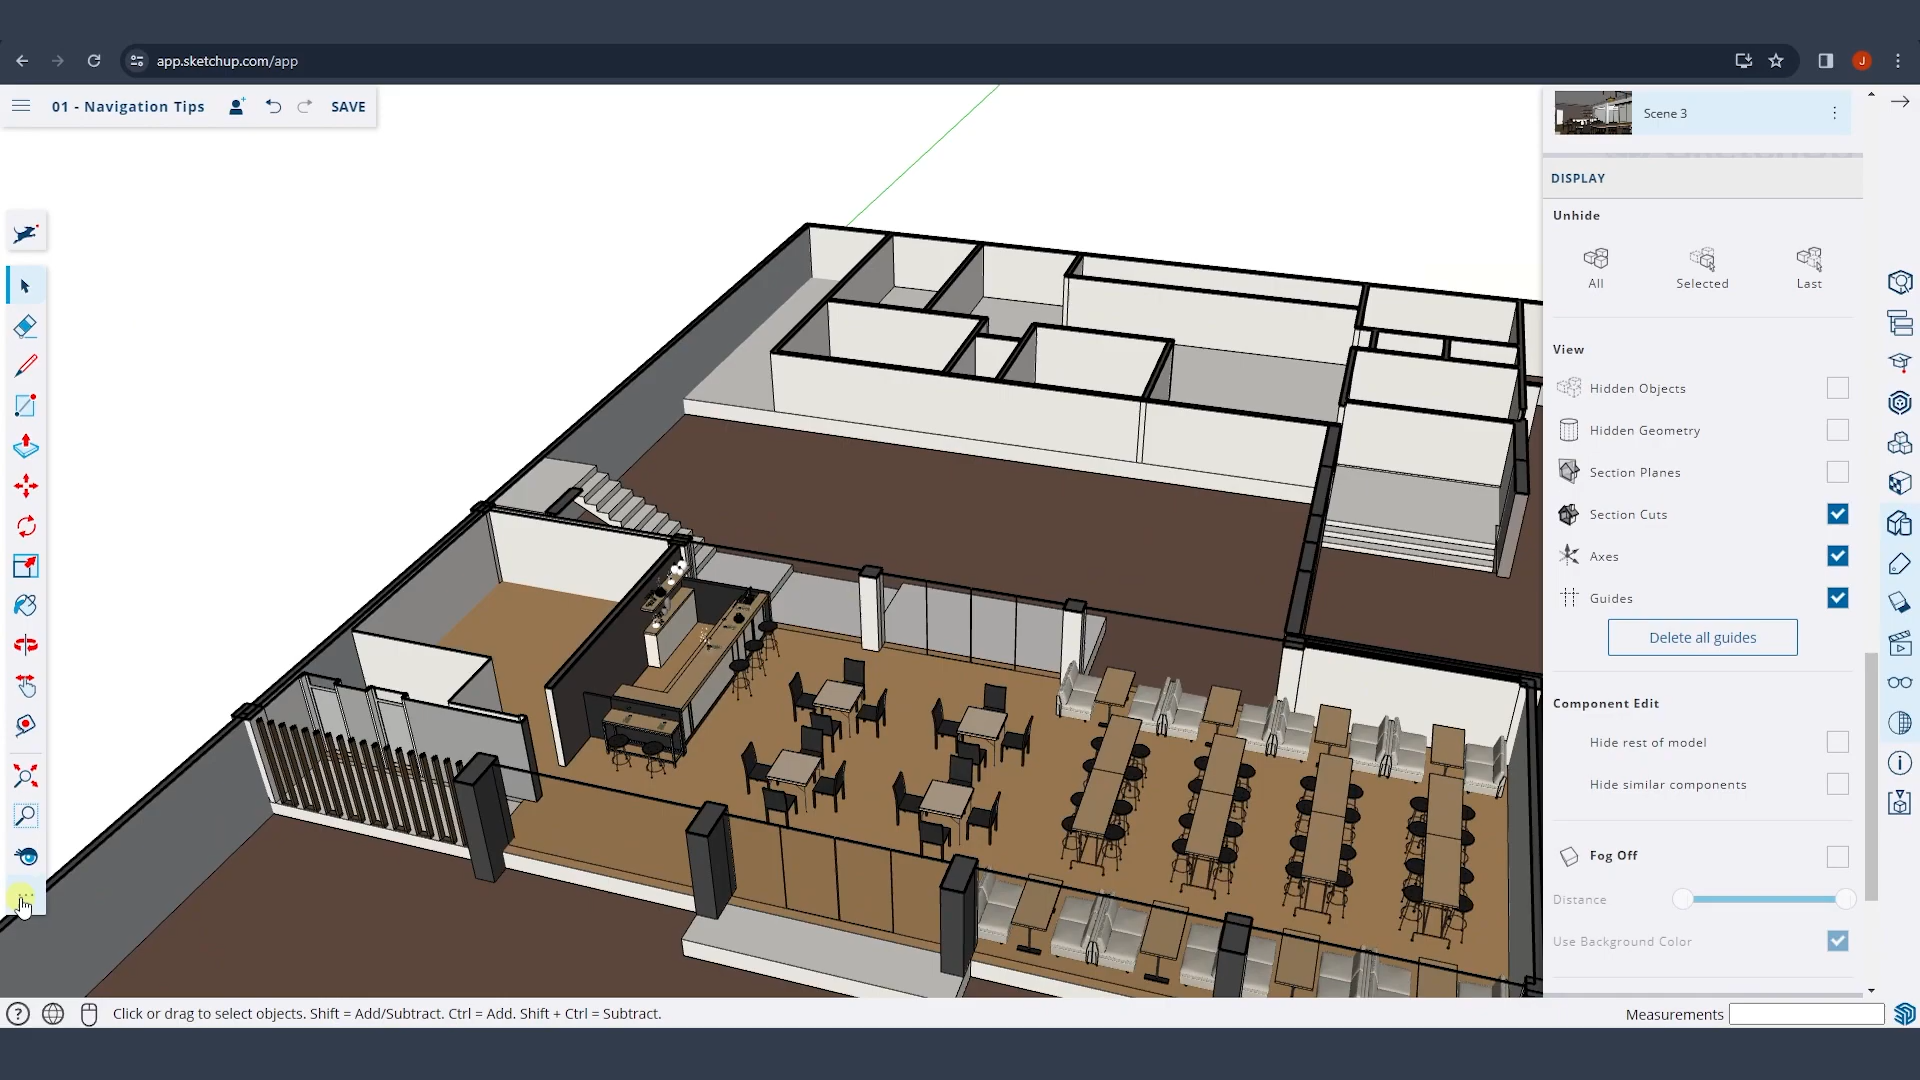 app.sketchup.com/app
J
01 - Navigation Tips
SAVE
Scene 3
DISPLAY
Unhide
All
Selected
Last
View
Hidden Objects
Hidden Geometry
Section Planes
Section Cuts
Axes
Guides
Delete all guides
Component Edit
Hide rest of model
Hide similar components
Fog Off
Distance
Use Background Color
Click or drag to select objects. Shift = Add/Subtract. Ctrl = Add. Shift + Ctrl = Subtract.
Measurements